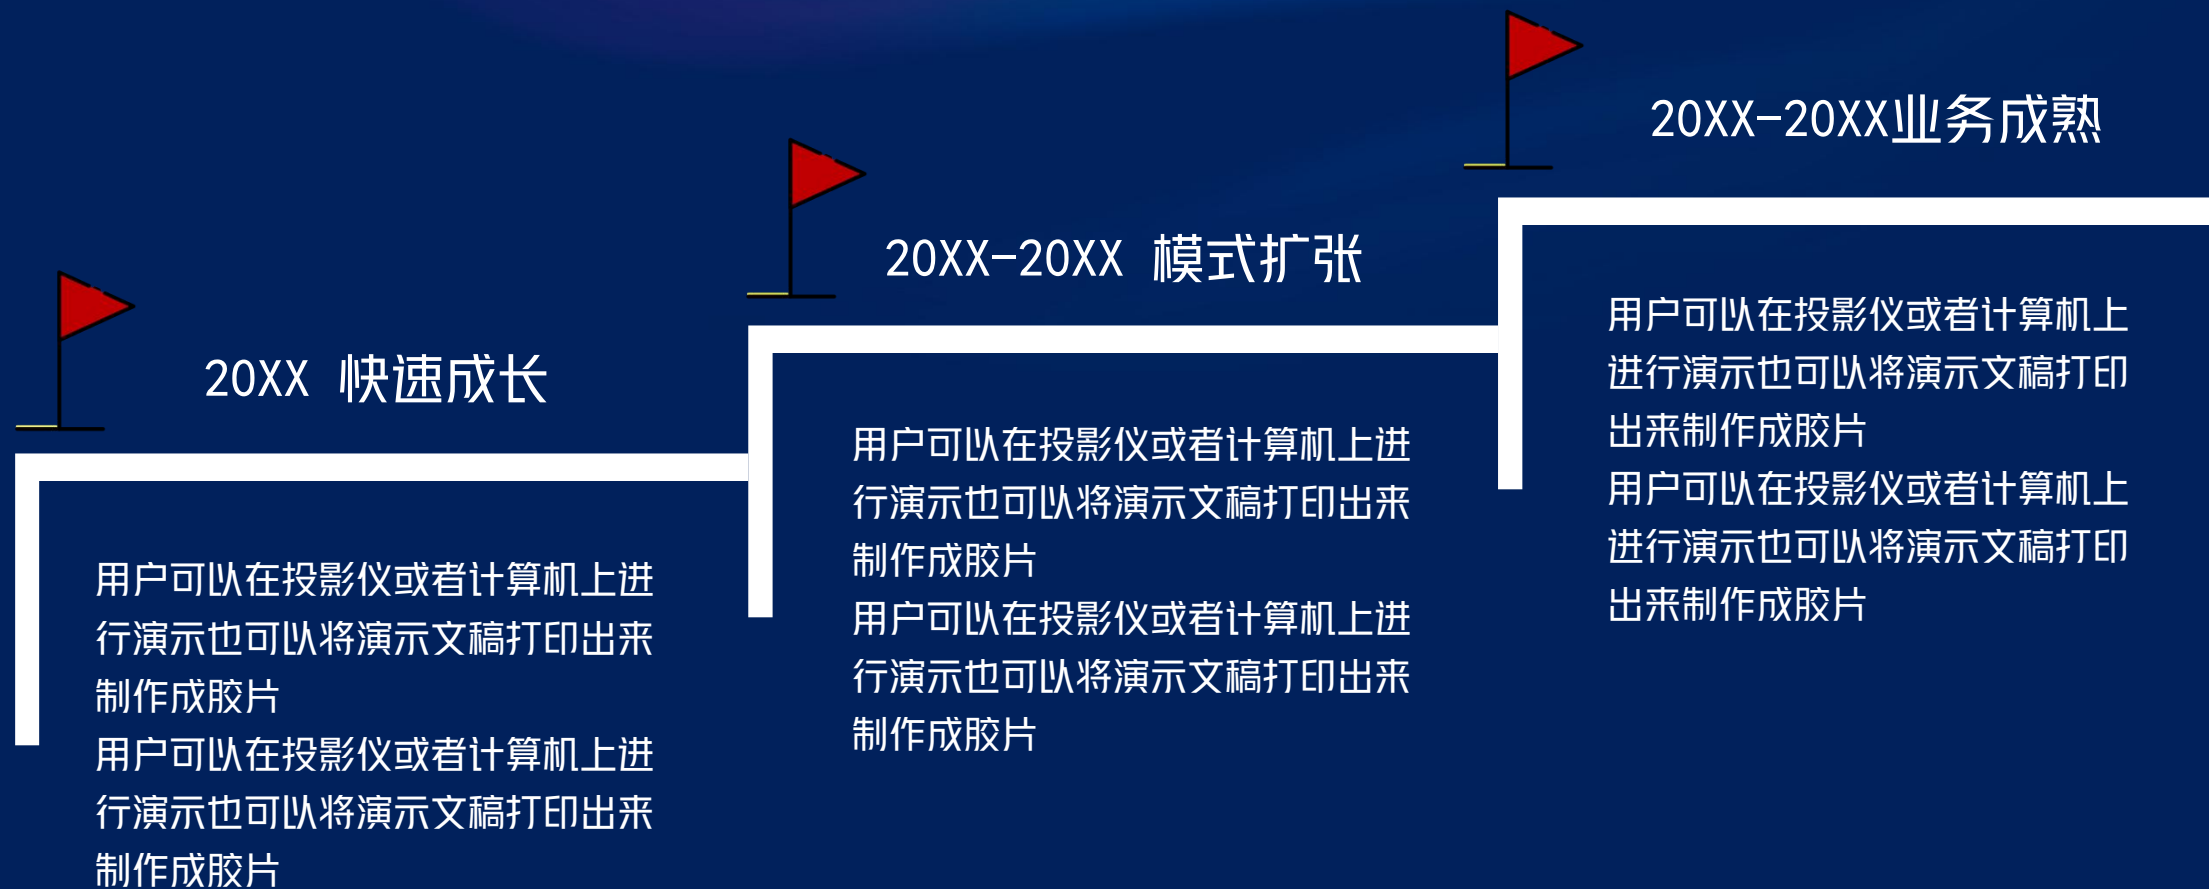 20XX 快速成长
用户可以在投影仪或者计算机上进
行演示也可以将演示文稿打印出来
制作成胶片
用户可以在投影仪或者计算机上进
行演示也可以将演示文稿打印出来
制作成胶片
20XX-20XX 模式扩张
用户可以在投影仪或者计算机上进
行演示也可以将演示文稿打印出来
制作成胶片
用户可以在投影仪或者计算机上进
行演示也可以将演示文稿打印出来
制作成胶片
20XX-20XX业务成熟
用户可以在投影仪或者计算机上
进行演示也可以将演示文稿打印
出来制作成胶片
用户可以在投影仪或者计算机上
进行演示也可以将演示文稿打印
出来制作成胶片